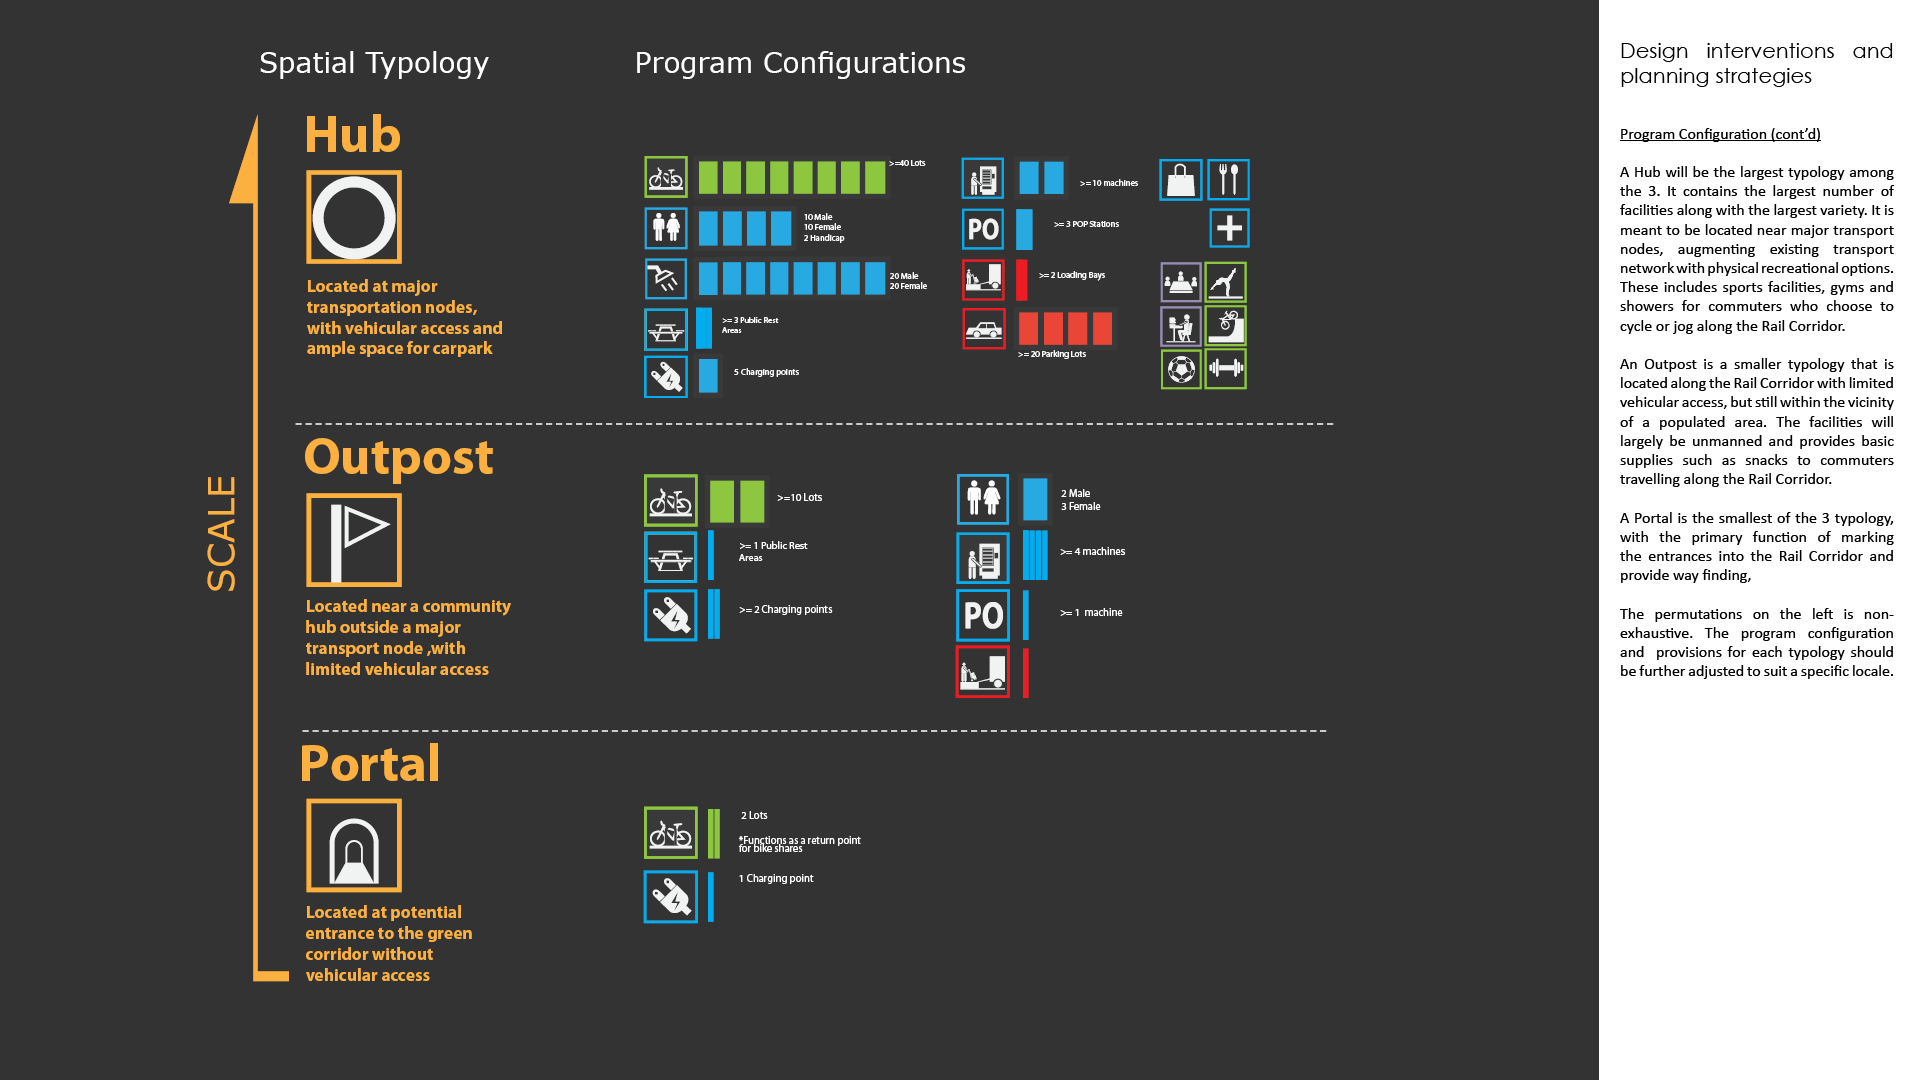 Spatial Typology
Program Configurations
SCALE
Hub
Located at major
transportation nodes,
with vehicular access and
ample space for carpark
>=40 Lots
10 Male
10 Female
2 Handicap
20 Male
20 Female
>= 3 Public Rest
Areas
5 Charging points
>= 10 machines
PO
>= 3 POP Stations
>= 2 Loading Bays
>= 20 Parking Lots
Outpost
Located near a community
hub outside a major
transport node ,with
limited vehicular access
>=10 Lots
>= 1 Public Rest
Areas
>= 2 Charging points
2 Male
3 Female
>= 4 machines
PO
>= 1 machine
Portal
Located at potential
entrance to the green
corridor without
vehicular access
2 Lots
*Functions as a return point
for bike shares
1 Charging point
Design interventions and
planning strategies
Program Configuration (cont'd)
A Hub will be the largest typology among
the 3. It contains the largest number of
facilities along with the largest variety. It is
meant to be located near major transport
nodes, augmenting existing transport
network with physical recreational options.
These includes sports facilities, gyms and
showers for commuters who choose to
cycle or jog along the Rail Corridor.
An Outpost is a smaller typology that is
located along the Rail Corridor with limited
vehicular access, but still within the vicinity
of a populated area. The facilities will
largely be unmanned and provides basic
supplies such as snacks to commuters
travelling along the Rail Corridor.
A Portal is the smallest of the 3 typology,
with the primary function of marking
the entrances into the Rail Corridor and
provide way finding,
The permutations on the left is non-
exhaustive. The program configuration
and provisions for each typology should
be further adjusted to suit a specific locale.